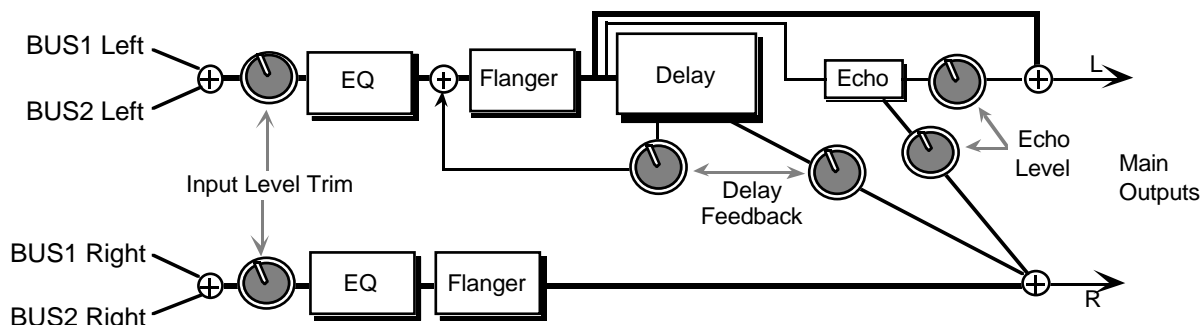 BUS1 Left
BUS2 Left
EQ
Flanger
Delay
Echo
L
Echo
Level
Main
Outputs
Input Level Trim
Delay
Feedback
BUS1 Right
BUS2 Right
EQ
Flanger
R